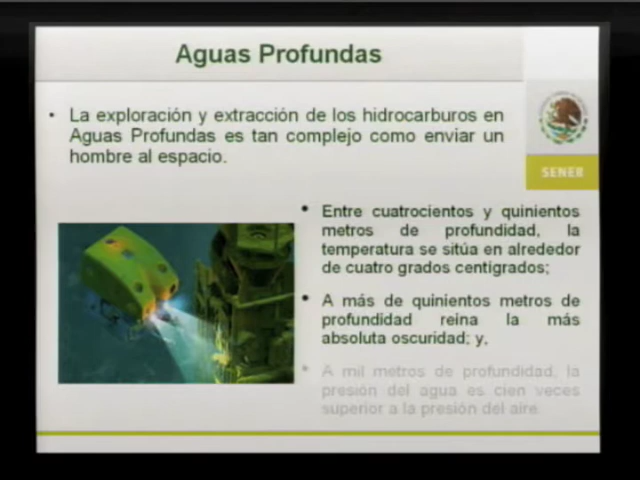 Aguas Profundas
• La exploración y extracción de los hidrocarburos en
Aguas Profundas es tan complejo como enviar un
hombre al espacio.
SENER
• Entre cuatrocientos y quinientos
metros de profundidad, la
temperatura se sitúa en alrededor
de cuatro grados centígrados;
• A más de quinientos metros de
profundidad reina la más
absoluta oscuridad; y,
• A mil metros de profundidad, la
presión del agua es cien veces
superior a la presión del aire.